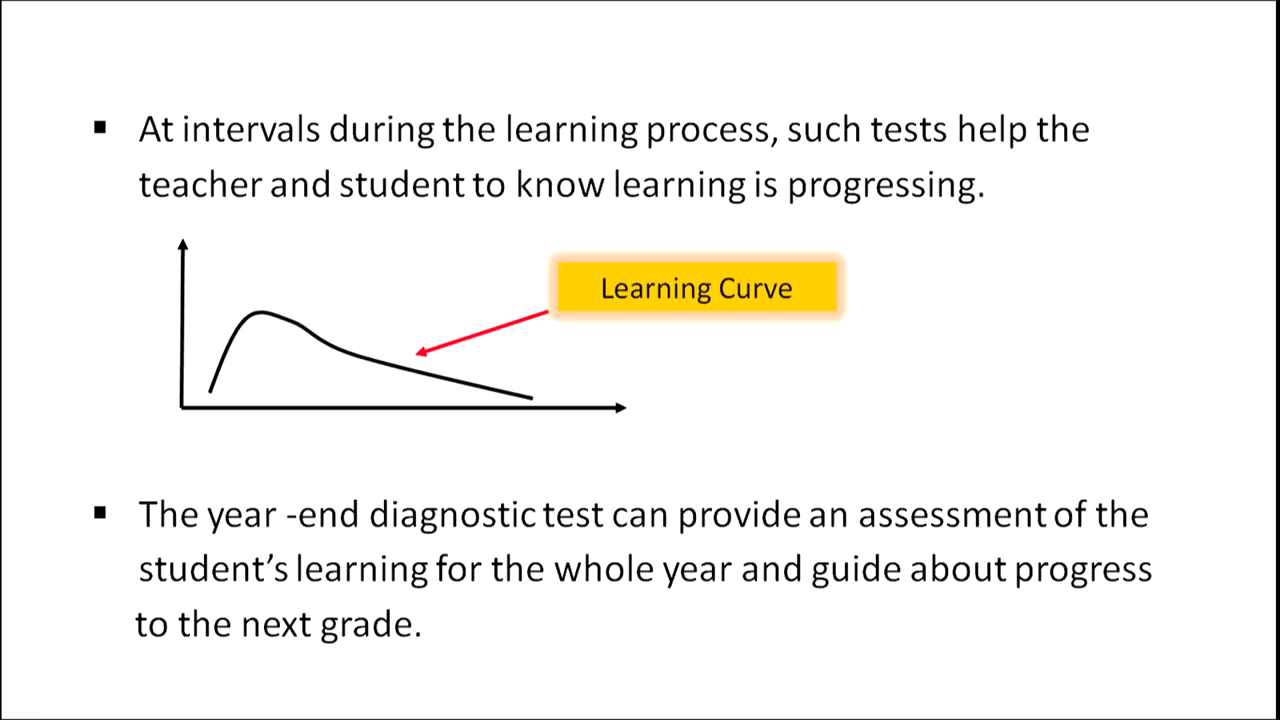 ▪ At intervals during the learning process, such tests help the
teacher and student to know learning is progressing.
Learning Curve
▪ The year -end diagnostic test can provide an assessment of the
student’s learning for the whole year and guide about progress
to the next grade.